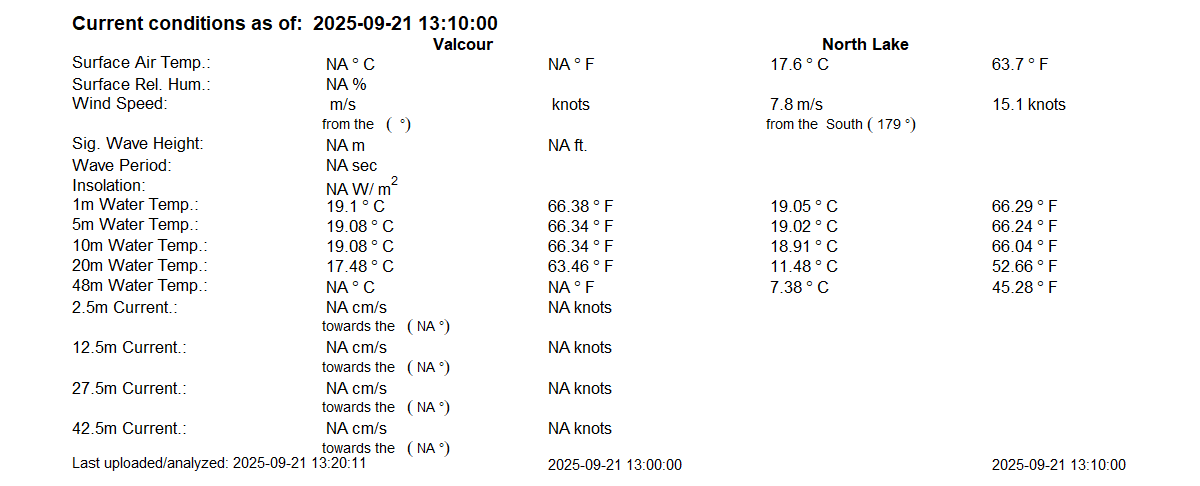 Current conditions as of: 2025-09-21 13:10:00
Valcour North Lake
Surface Air Temp.: NA ° C NA ° F 17.6 ° C 63.7 ° F
Surface Rel. Hum.: NA %
Wind Speed: m/s knots 7.8 m/s 15.1 knots
from the ( °) from the South ( 179 °)
Sig. Wave Height: NA m NA ft.
Wave Period: NA sec
Insolation: NA W/ m²
1m Water Temp.: 19.1 ° C 66.38 ° F 19.05 ° C 66.29 ° F
5m Water Temp.: 19.08 ° C 66.34 ° F 19.02 ° C 66.24 ° F
10m Water Temp.: 19.08 ° C 66.34 ° F 18.91 ° C 66.04 ° F
20m Water Temp.: 17.48 ° C 63.46 ° F 11.48 ° C 52.66 ° F
48m Water Temp.: NA ° C NA ° F 7.38 ° C 45.28 ° F
2.5m Current.: NA cm/s NA knots
towards the ( NA °)
12.5m Current.: NA cm/s NA knots
towards the ( NA °)
27.5m Current.: NA cm/s NA knots
towards the ( NA °)
42.5m Current.: NA cm/s NA knots
towards the ( NA °)
Last uploaded/analyzed: 2025-09-21 13:20:11 2025-09-21 13:00:00 2025-09-21 13:10:00